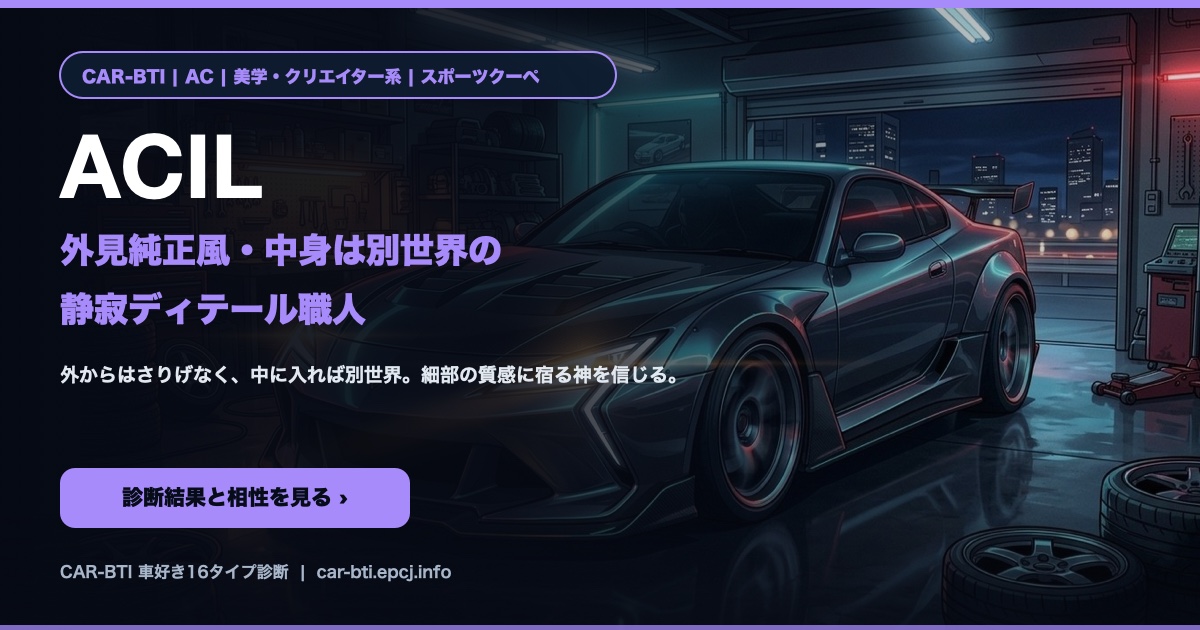 CAR-BTI | AC | 美学・クリエイター系 | スポーツクーペ
ACIL
外見純正風・中身は別世界の
静寂ディテール職人
外からはさりげなく、中に入れば別世界。細部の質感に宿る神を信じる。
診断結果と相性を見る ›
CAR-BTI 車好き16タイプ診断 | car-bti.epcj.info